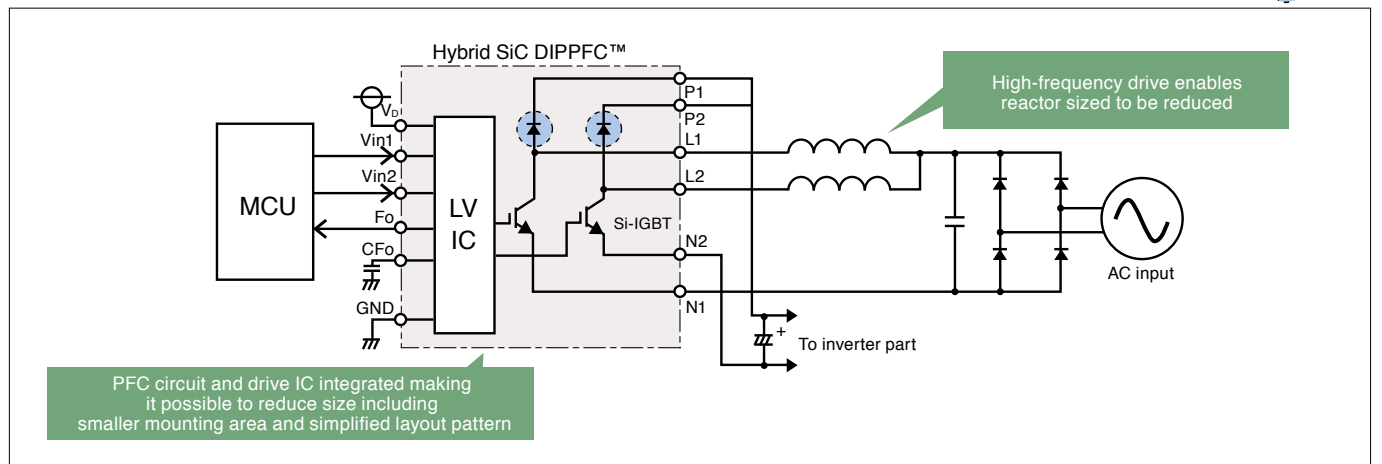 Hybrid SiC DIPPFC™
High-frequency drive enables
reactor sized to be reduced
VD
P1
P2
Vin1
L1
Vin2
L2
MCU
LV
IC
Fo
Si-IGBT
CFo
N2
AC input
GND
N1
+
To inverter part
PFC circuit and drive IC integrated making
it possible to reduce size including
smaller mounting area and simplified layout pattern